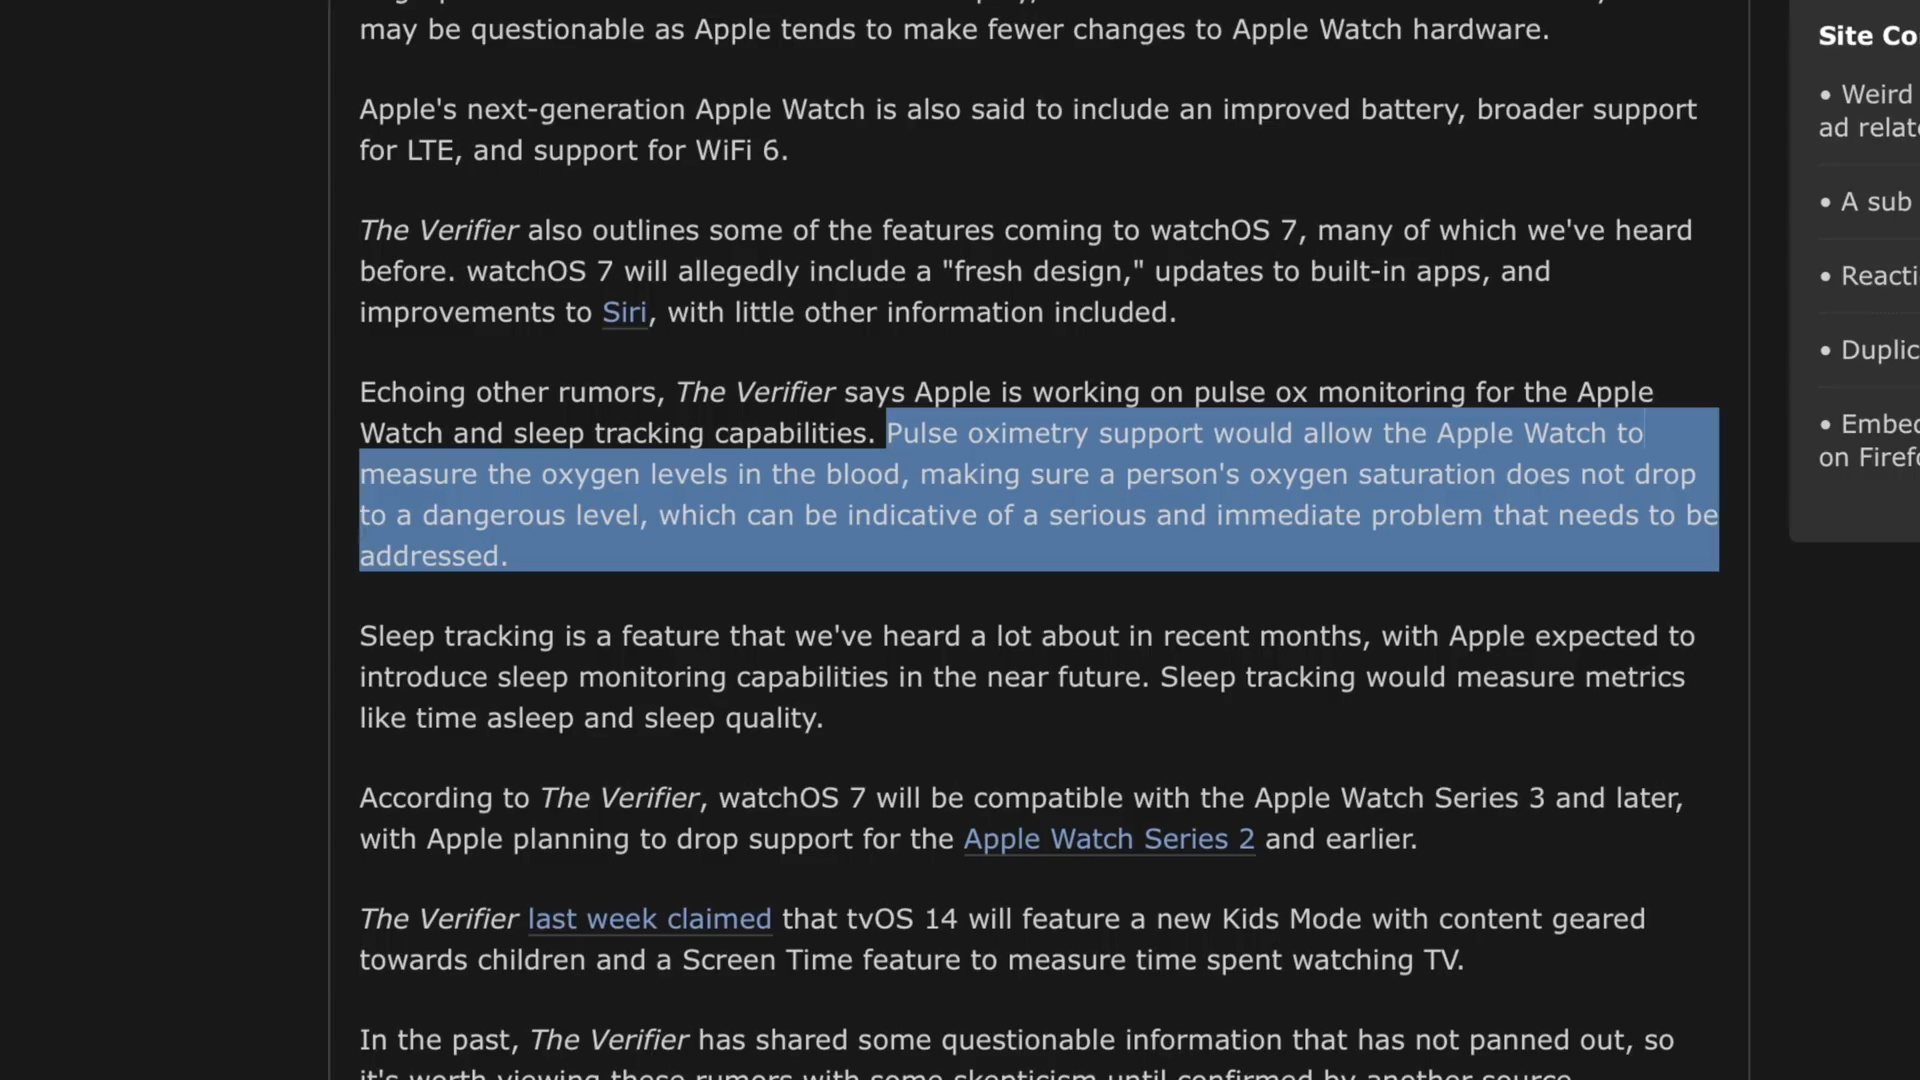 may be questionable as Apple tends to make fewer changes to Apple Watch hardware.
Apple's next-generation Apple Watch is also said to include an improved battery, broader support
for LTE, and support for WiFi 6.
The Verifier also outlines some of the features coming to watchOS 7, many of which we've heard
before. watchOS 7 will allegedly include a "fresh design," updates to built-in apps, and
improvements to Siri, with little other information included.
Echoing other rumors, The Verifier says Apple is working on pulse ox monitoring for the Apple
Watch and sleep tracking capabilities. Pulse oximetry support would allow the Apple Watch to
measure the oxygen levels in the blood, making sure a person's oxygen saturation does not drop
to a dangerous level, which can be indicative of a serious and immediate problem that needs to be
addressed.
Sleep tracking is a feature that we've heard a lot about in recent months, with Apple expected to
introduce sleep monitoring capabilities in the near future. Sleep tracking would measure metrics
like time asleep and sleep quality.
According to The Verifier, watchOS 7 will be compatible with the Apple Watch Series 3 and later,
with Apple planning to drop support for the Apple Watch Series 2 and earlier.
The Verifier last week claimed that tvOS 14 will feature a new Kids Mode with content geared
towards children and a Screen Time feature to measure time spent watching TV.
In the past, The Verifier has shared some questionable information that has not panned out, so
it's worth viewing these rumors with some skepticism until confirmed by another source.
Site Co
• Weird
ad relat
• A sub
• Reacti
• Duplic
• Embed
on Firef